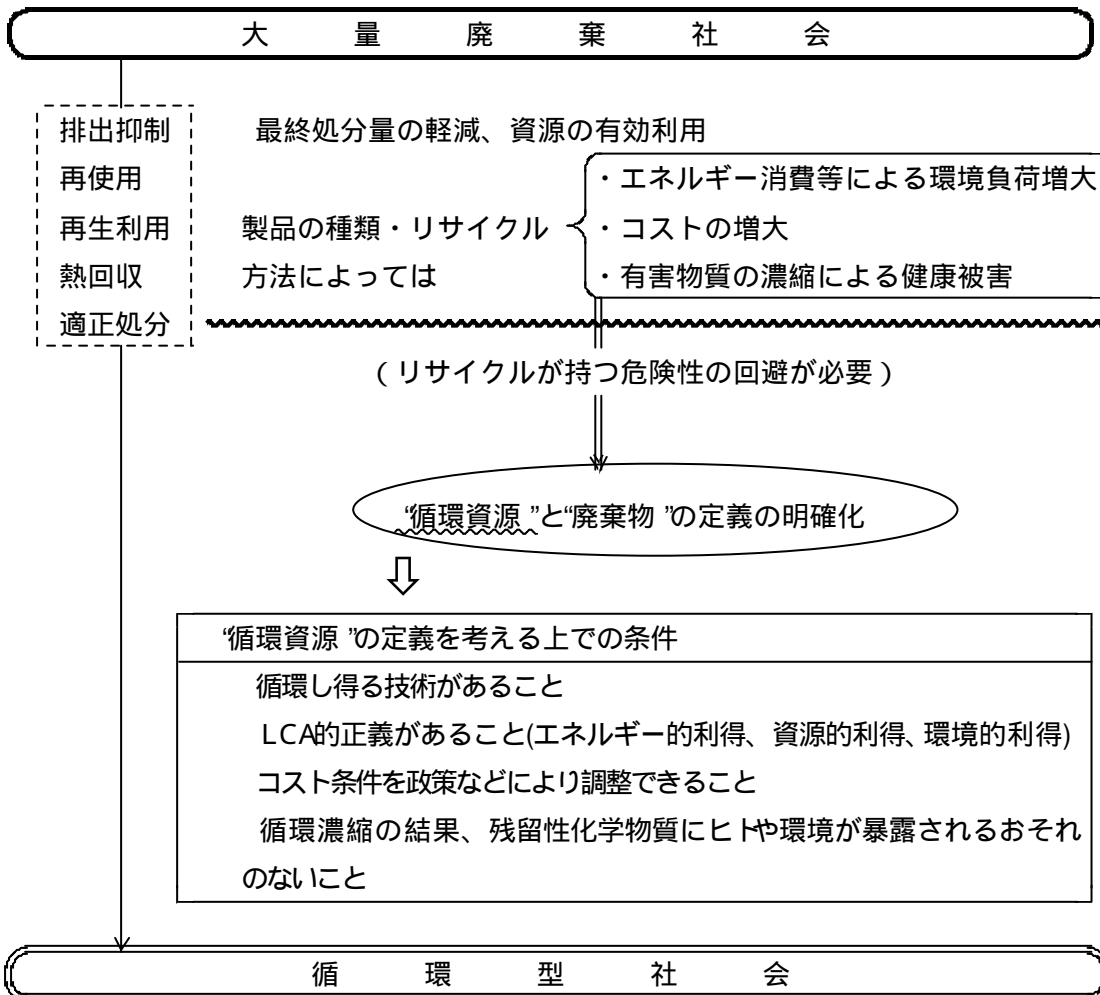 大量廃棄社会
排出抑制 最終処分量の軽減、資源の有効利用
再使用 ・エネルギー消費等による環境負荷増大
再生利用 製品の種類・リサイクル ・コストの増大
熱回収 方法によっては ・有害物質の濃縮による健康被害
適正処分
(リサイクルが持つ危険性の回避が必要)
“循環資源”と“廃棄物”の定義の明確化
“循環資源”の定義を考える上での条件
循環し得る技術があること
LCA的正義があること(エネルギー的利得、資源的利得、環境的利得)
コスト条件を政策などにより調整できること
循環濃縮の結果、残留性化学物質にヒトや環境が暴露されるおそれ
のないこと
循環型社会